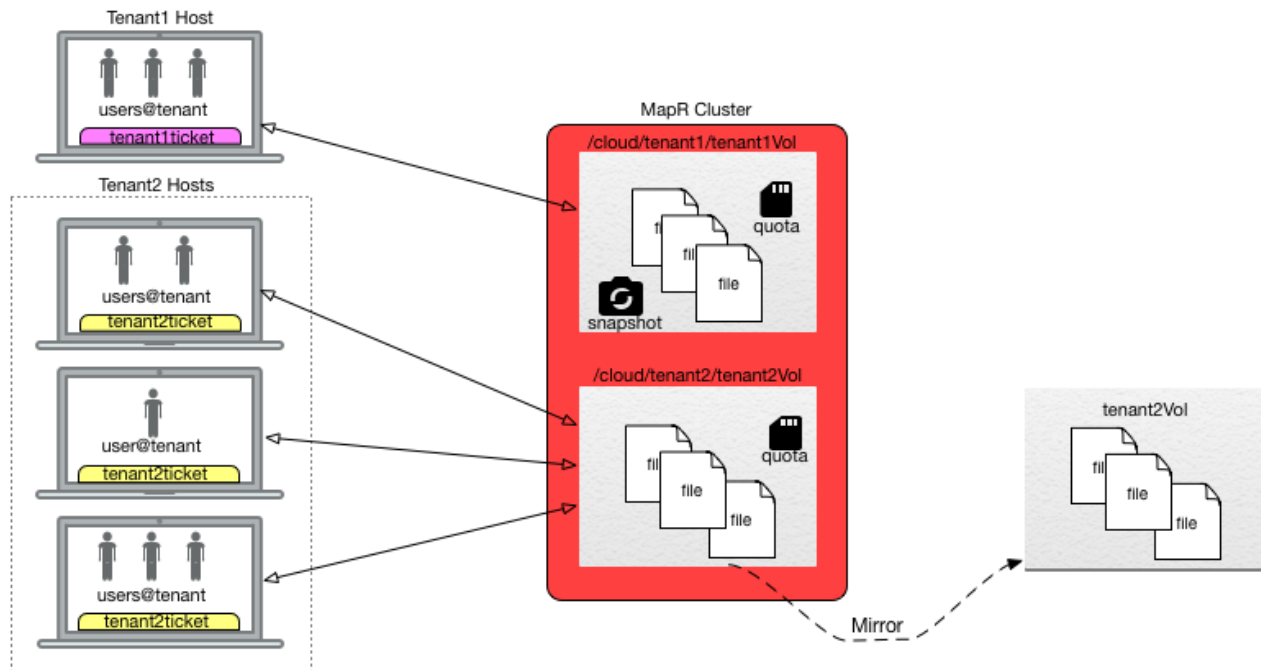 Tenant1 Host
users@tenant
tenant1ticket
Tenant2 Hosts
users@tenant
tenant2ticket
user@tenant
tenant2ticket
users@tenant
tenant2ticket
MapR Cluster
/cloud/tenant1/tenant1Vol
quota
file
snapshot
/cloud/tenant2/tenant2Vol
quota
file
file
tenant2Vol
file
file
Mirror